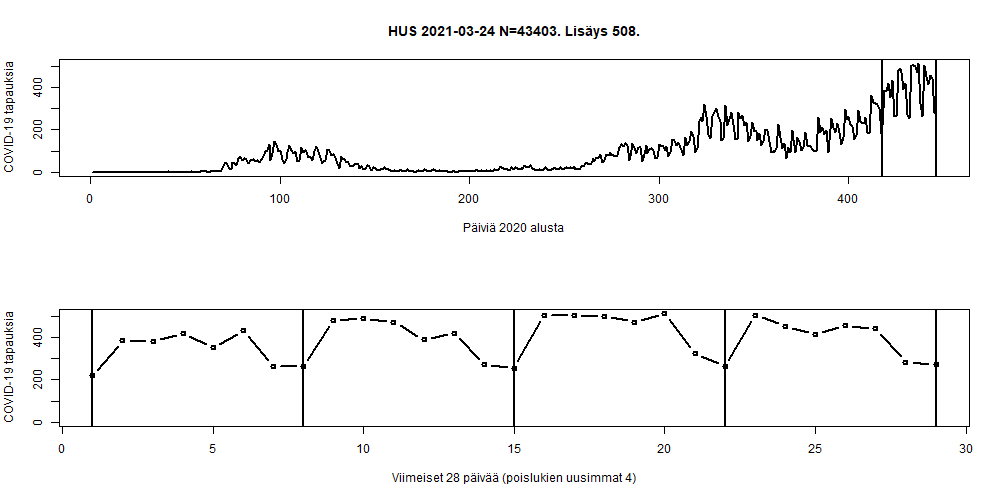 HUS 2021-03-24 N=43403. Lisäys 508.
COVID-19 tapauksia
400
200
0
0 100 200 300 400
Päiviä 2020 alusta
COVID-19 tapauksia
400
200
0
0 5 10 15 20 25 30
Viimeiset 28 päivää (poislukien uusimmat 4)